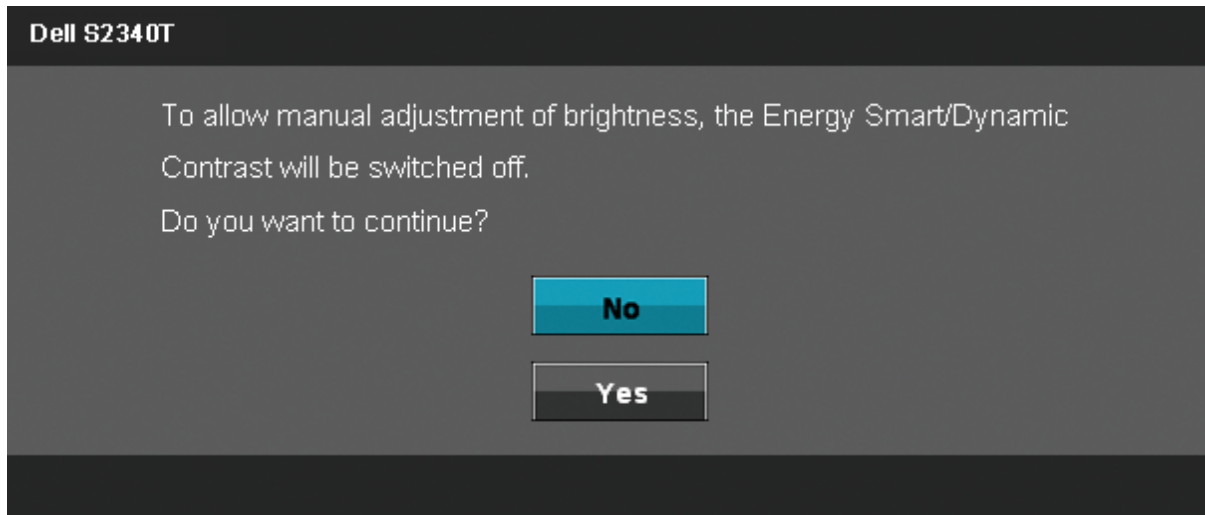 Dell S2340T
To allow manual adjustment of brightness, the Energy Smart/Dynamic
Contrast will be switched off.
Do you want to continue?
No
Yes